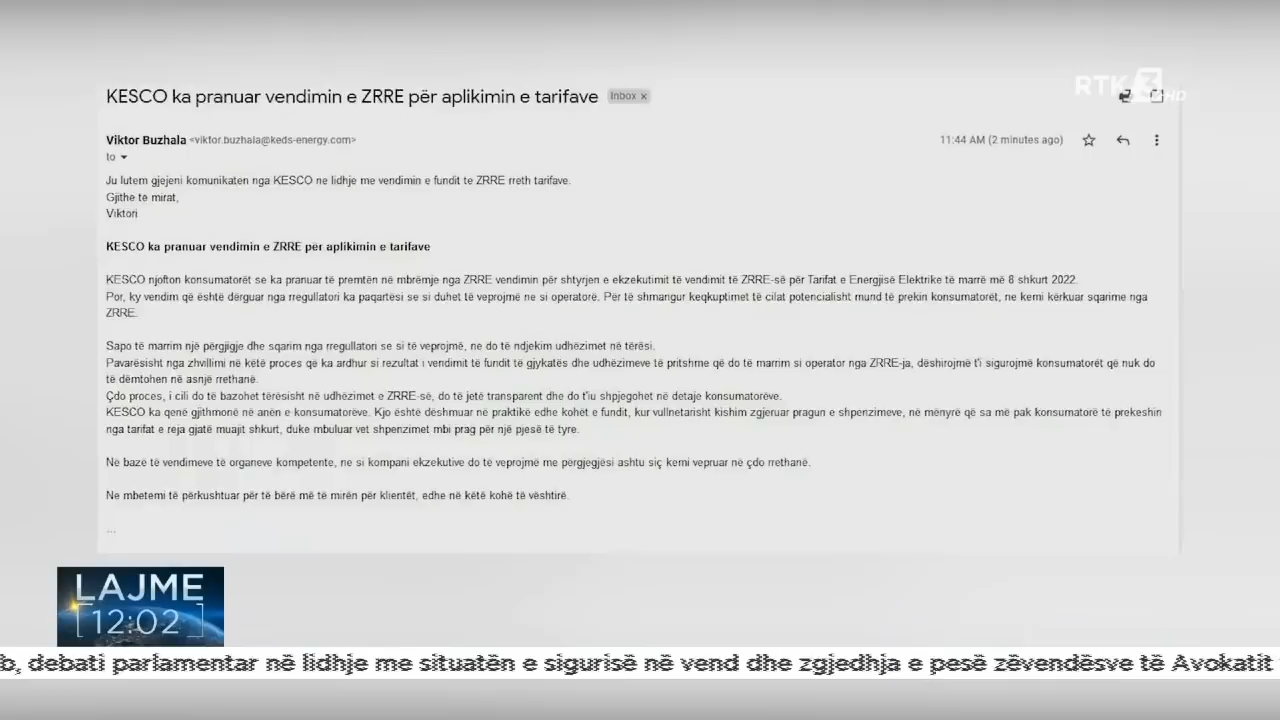 KESCO ka pranuar vendimin e ZRRE për aplikimin e tarifave Inbox x
RTK 3 HD
Viktor Buzhala <viktor.buzhala@keds-energy.com> 11:44 AM (2 minutes ago)
to
Ju lutem gjejeni komunikaten nga KESCO ne lidhje me vendimin e fundit te ZRRE rreth tarifave.
Gjithe të mirat,
Viktori
KESCO ka pranuar vendimin e ZRRE për aplikimin e tarifave
KESCO njofton konsumatorët se ka pranuar të premtën në mbrëmje nga ZRRE vendimin për shtyrjen e ekzekutimit të vendimit të ZRRE-së për Tarifat e Energjisë Elektrike të marrë më 8 shkurt 2022.
Por, ky vendim që është dërguar nga rregullatori ka paqartësi se si duhet të veprojmë ne si operatorë. Për të shmangur keqkuptimet të cilat potencialisht mund të prekin konsumatorët, ne kemi kërkuar sqarime nga
ZRRE.
Sapo të marrim një përgjigje dhe sqarim nga rregullatori se si të veprojmë, ne do të ndjekim udhëzimet në tërësi.
Pavarësisht nga zhvillimi në këtë proces që ka ardhur si rezultat i vendimit të fundit të gjykatës dhe udhëzimeve të pritshme që do të marrim si operator nga ZRRE-ja, dëshirojmë t'i sigurojmë konsumatorët që nuk do
të dëmtohen në asnjë rrethanë.
Çdo proces, i cili do të bazohet tërësisht në udhëzimet e ZRRE-së, do të jetë transparent dhe do t'iu shpjegohet në detaje konsumatorëve.
KESCO ka qenë gjithmonë në anën e konsumatorëve. Kjo është dëshmuar në praktikë edhe kohët e fundit, kur vullnetarisht kishim zgjeruar pragun e shpenzimeve, në mënyrë që sa më pak konsumatorë të prekeshin
nga tarifat e reja gjatë muajit shkurt, duke mbuluar vet shpenzimet mbi prag për një pjesë të tyre.
Në bazë të vendimeve të organeve kompetente, ne si kompani ekzekutive do të veprojmë me përgjegjësi ashtu siç kemi vepruar në çdo rrethanë.
Ne mbetemi të përkushtuar për të bërë më të mirën për klientët, edhe në këtë kohë të vështirë.
...
LAJME
12:02
b, debati parlamentar në lidhje me situatën e sigurisë në vend dhe zgjedhja e pesë zëvendësve të Avokatit